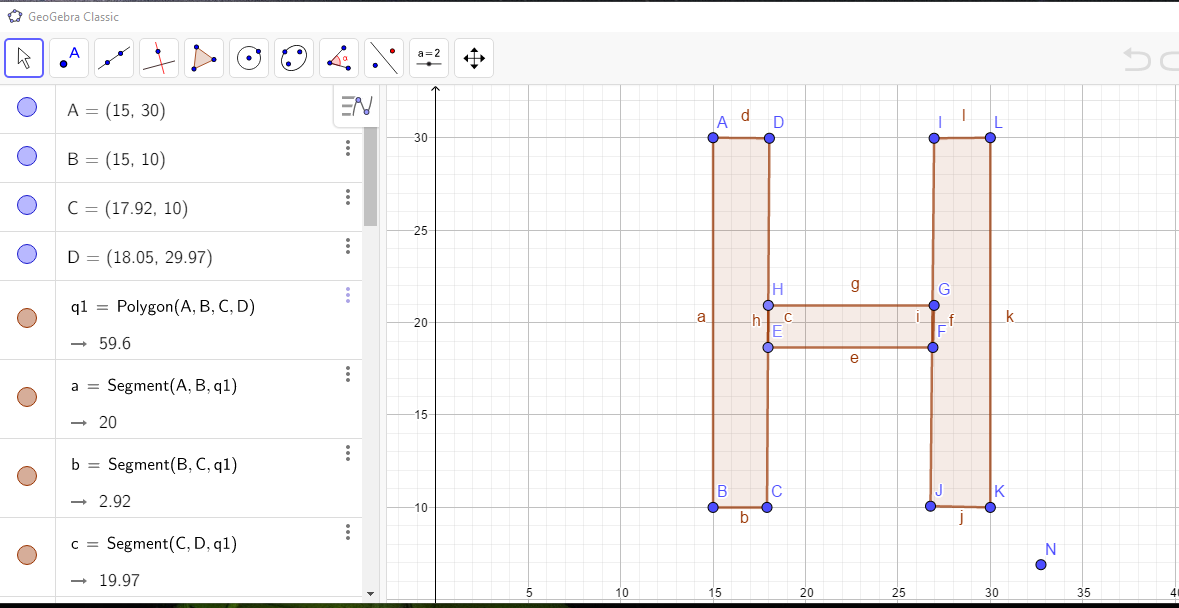 GeoGebra Classic
A
α
a=2
A = (15, 30)
B = (15, 10)
C = (17.92, 10)
D = (18.05, 29.97)
q1 = Polygon(A, B, C, D)
→ 59.6
a = Segment(A, B, q1)
→ 20
b = Segment(B, C, q1)
→ 2.92
c = Segment(C, D, q1)
→ 19.97
A d D I l L
30
25
H g G
20 a h c i f k
E F
e
15
B C J K
10
b j
N
5 10 15 20 25 30 35 40